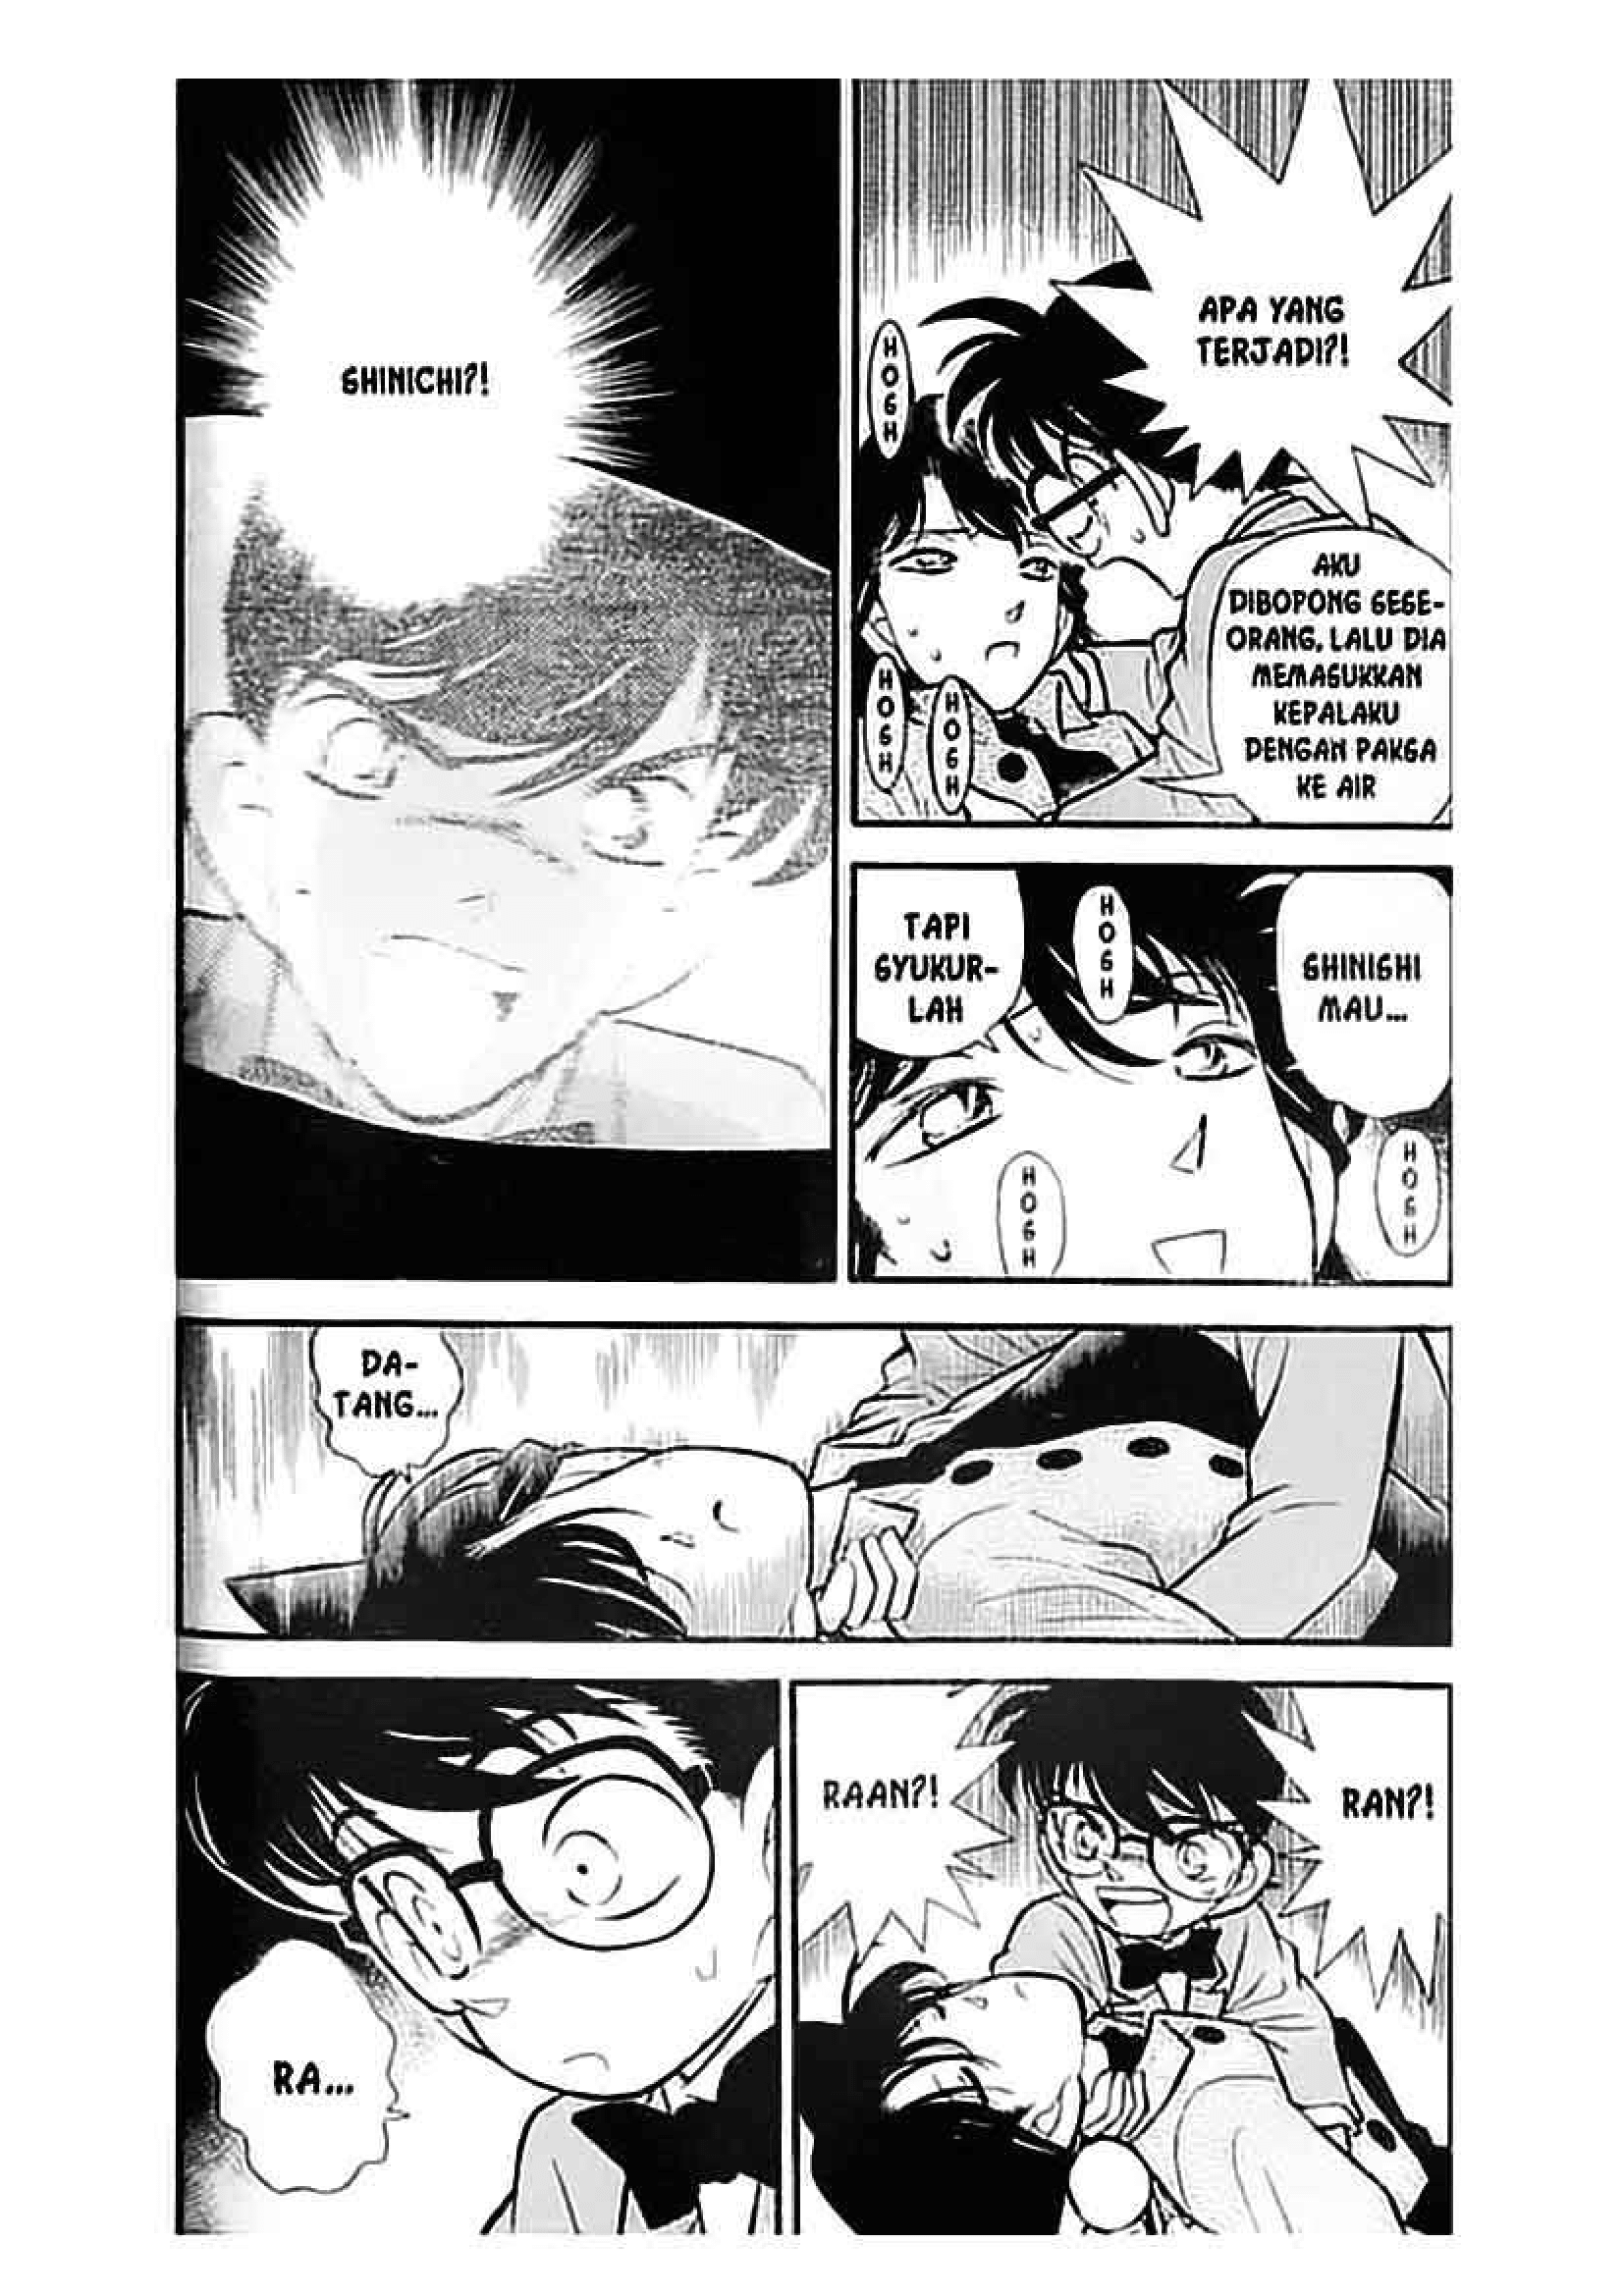 APA YANG
TERJADI?!
HOSH
AKU
DIBOPONG SESE-
ORANG, LALU DIA
MEMASUKKAN
KEPALAKU
DENGAN PAKSA
KE AIR
HOSH
HOSH
SHINICHI?!
SHINISHI
MAU...
HOSH
TAPI
SYUKUR-
LAH
HOSH
HOSH
DA-
TANG...
RAN?!
RAAN?!
RA...